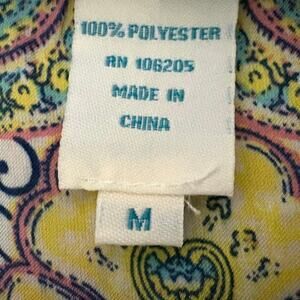 100% POLYESTER
RN 106205
MADE IN
CHINA
M